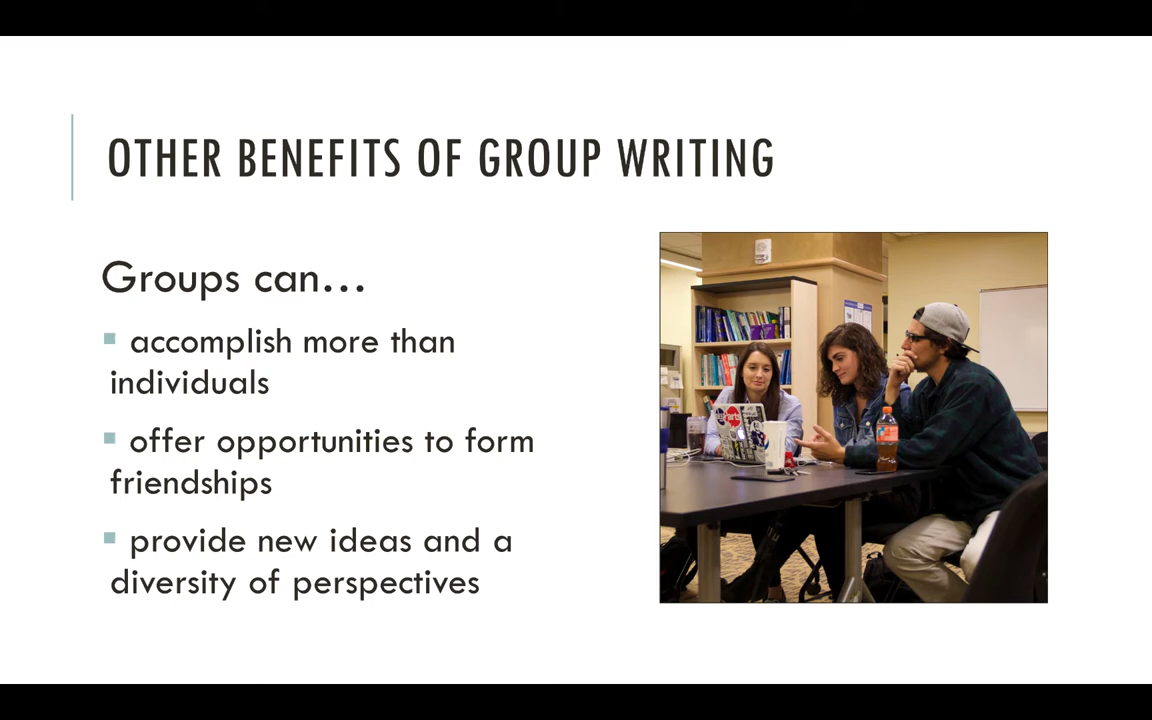 OTHER BENEFITS OF GROUP WRITING
Groups can...
accomplish more than
individuals
offer opportunities to form
friendships
provide new ideas and a
diversity of perspectives